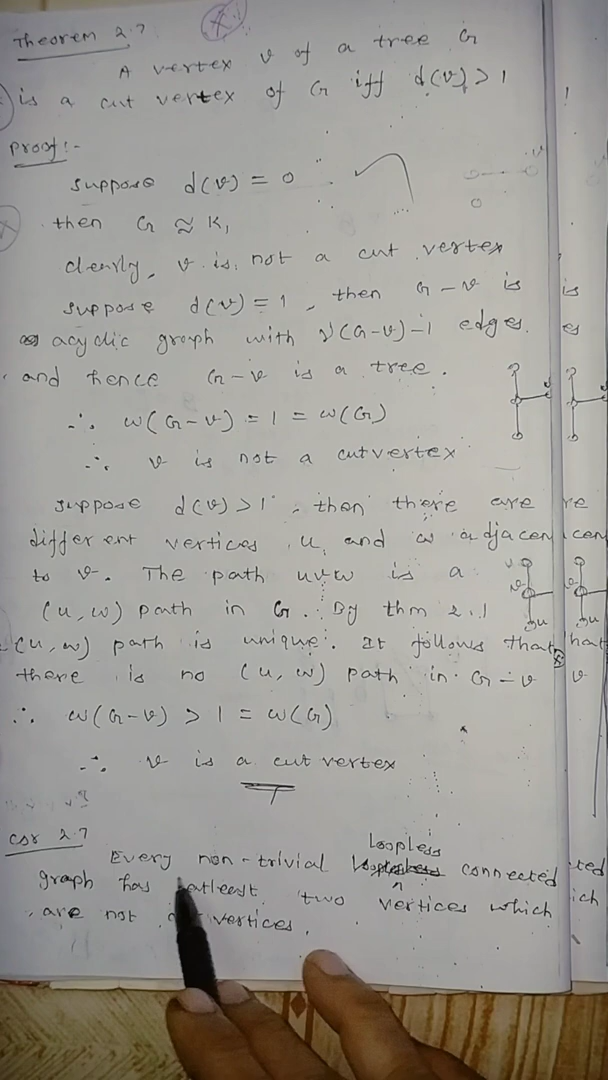 Theorem 2.7
A vertex v of a tree G
is a cut vertex of G iff d(v) > 1
Proof:-
Suppose d(v) = 0
then G ≈ K₁
clearly, v is not a cut vertex
Suppose d(v) = 1, then G - v is
acyclic graph with ν(G-v)-1 edges.
and hence G-v is a tree.
∴ ω(G-v) = 1 = ω(G)
∴ v is not a cutvertex
Suppose d(v) > 1, then there are
different vertices u and w adjacen
to v. The path uvw is a
(u, w) path in G. By thm 2.1
(u, w) path is unique. It follows that
there is no (u, w) path in G - v
∴ ω(G-v) > 1 = ω(G)
∴ v is a cut vertex
Cor 2.7
Loopless
Every non-trivial connected
graph has atleast two vertices which
are not vertices.